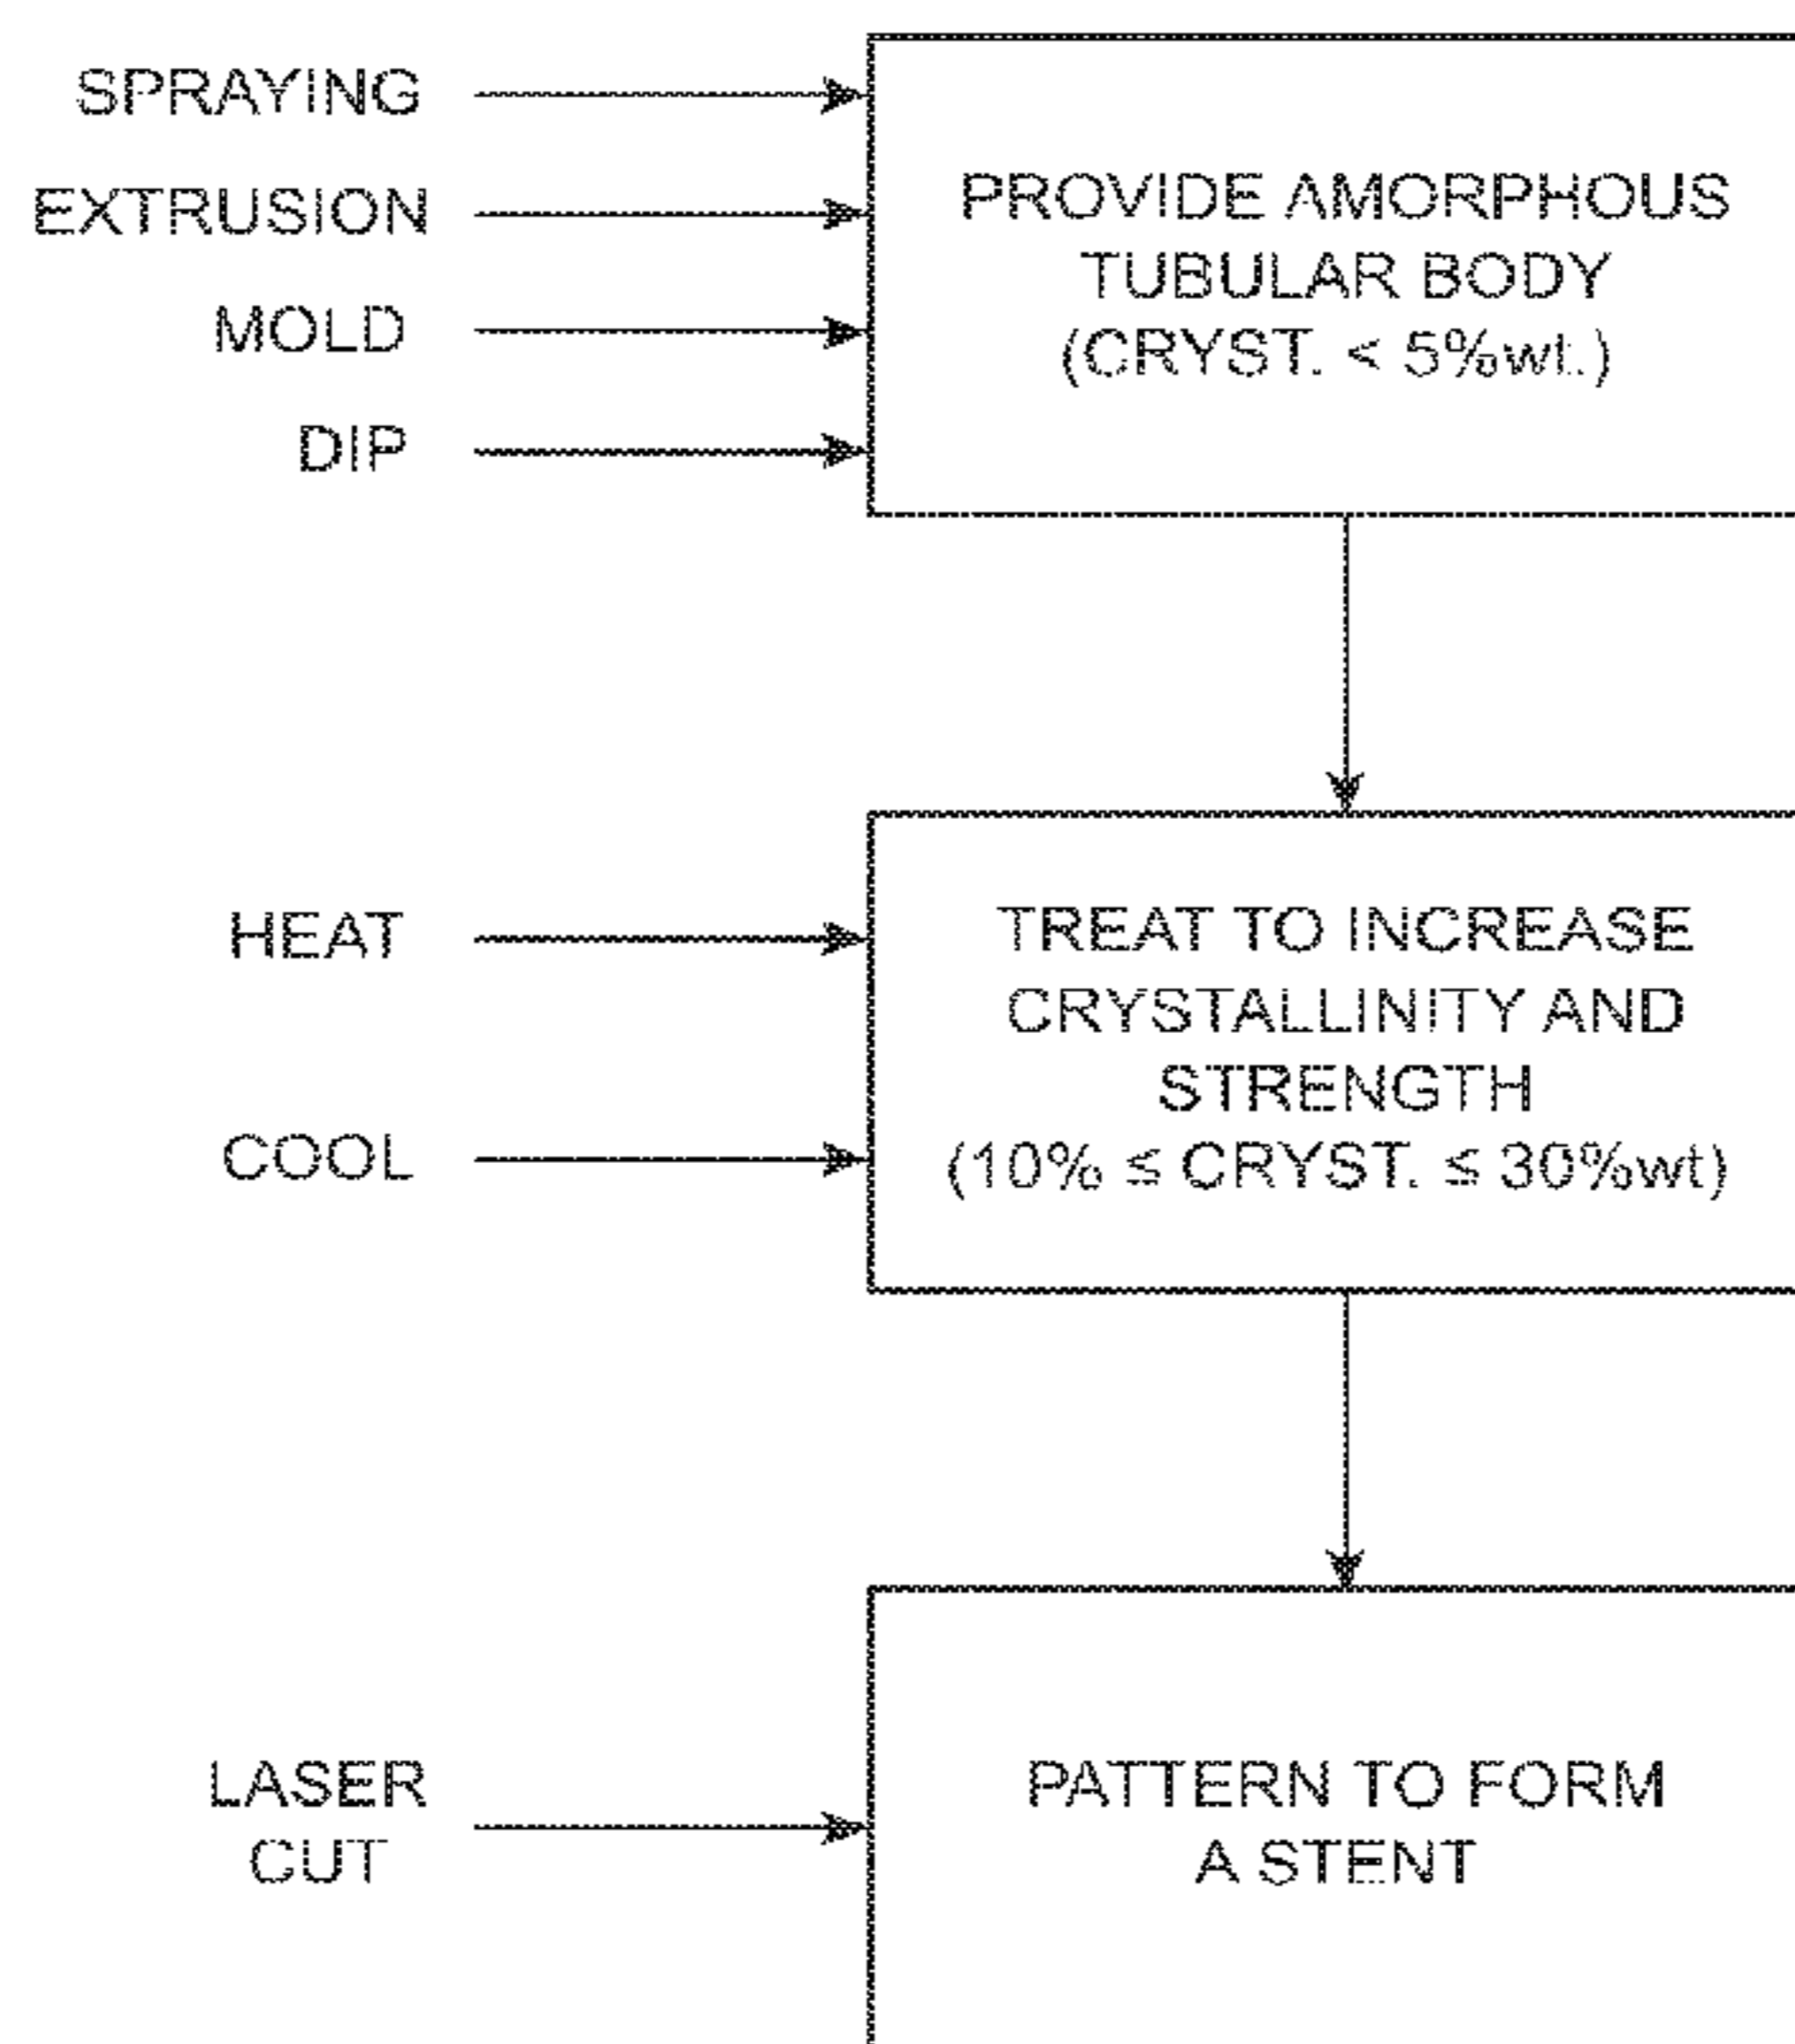 SPRAYING
EXTRUSION
MOLD
DIP
PROVIDE AMORPHOUS
TUBULAR BODY
(CRYST. < 5%wt.)
HEAT
COOL
TREAT TO INCREASE
CRYSTALLINITY AND
STRENGTH
(10% ≤ CRYST. ≤ 30%wt)
LASER
CUT
PATTERN TO FORM
A STENT